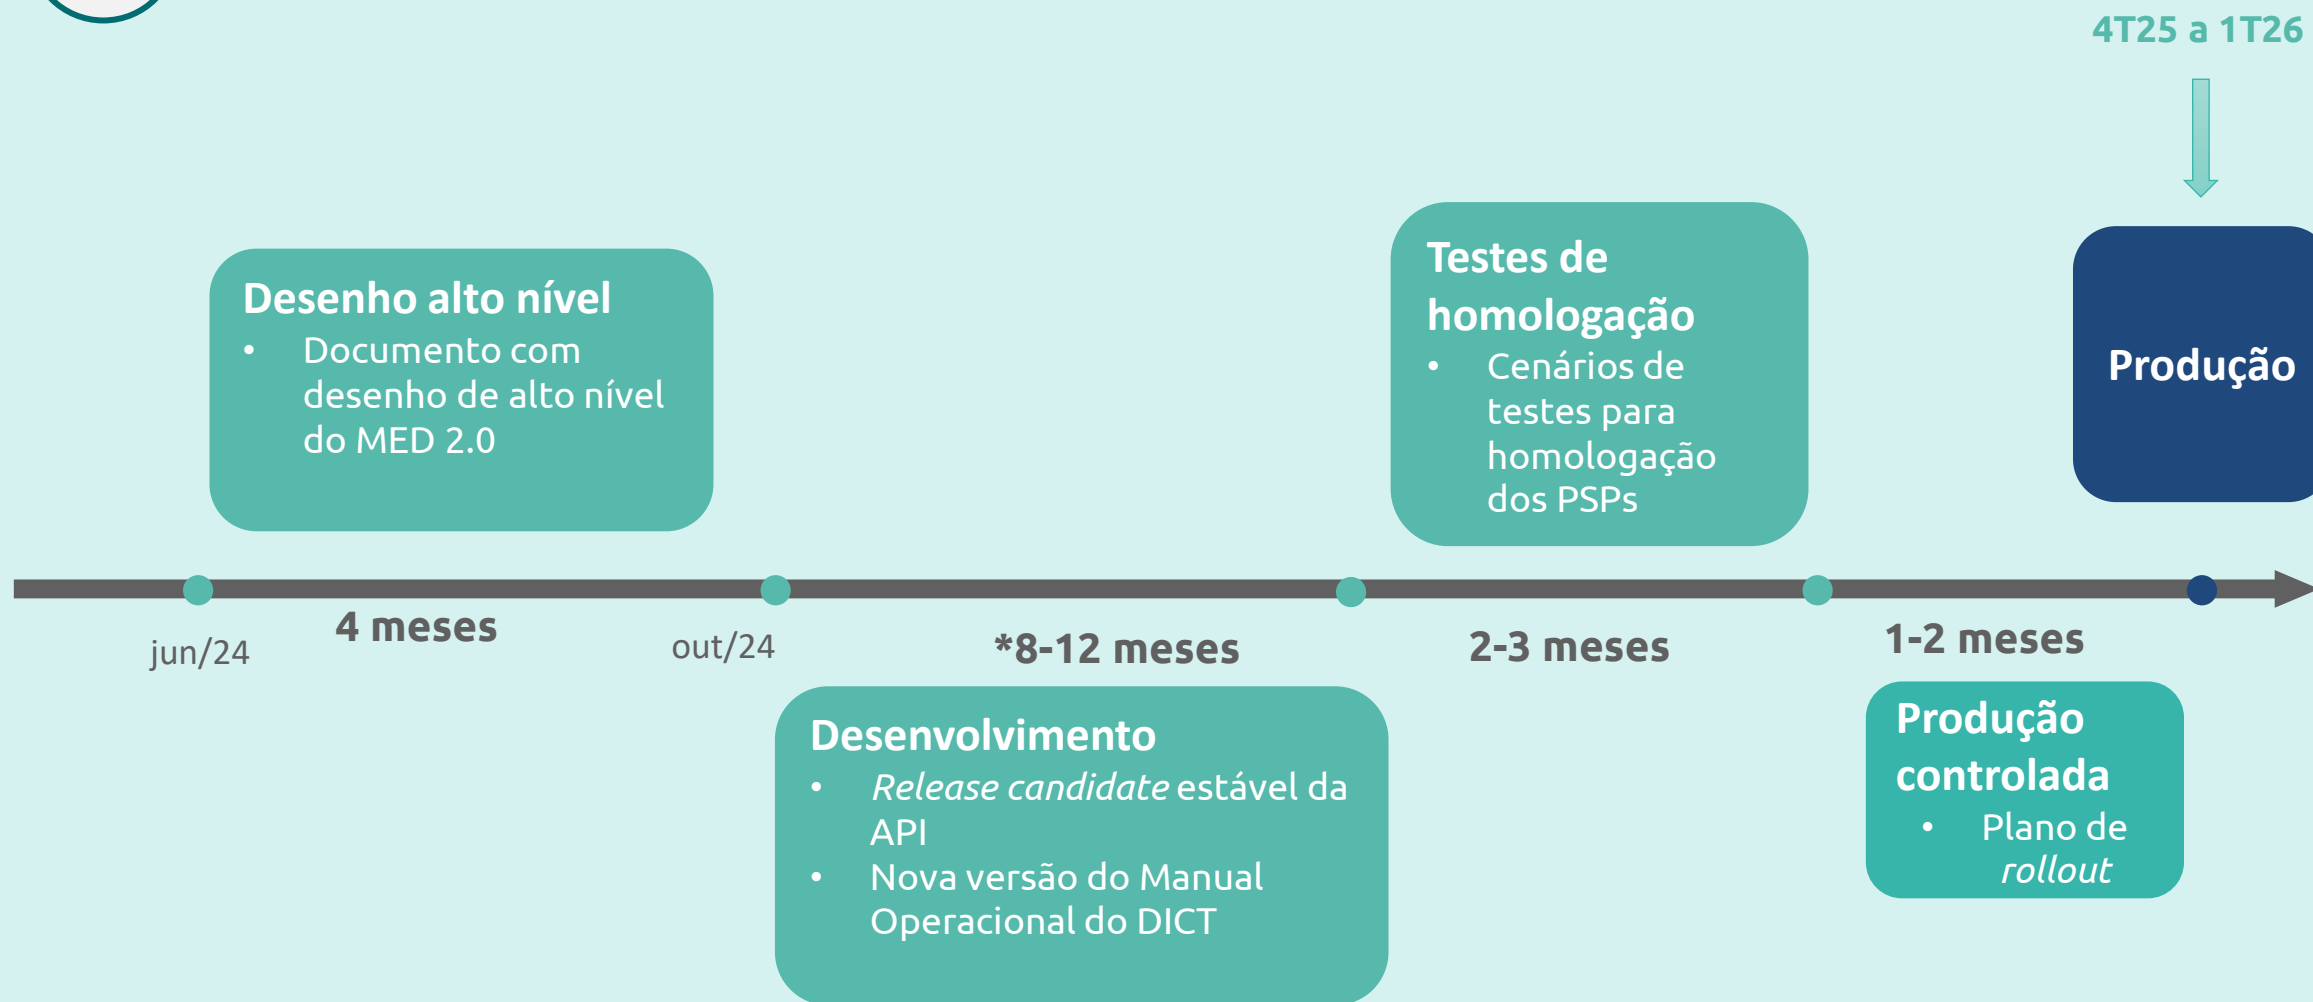 4T25 a 1T26
Desenho alto nível
• Documento com
desenho de alto nível
do MED 2.0
Testes de
homologação
• Cenários de
testes para
homologação
dos PSPs
Produção
jun/24
4 meses
out/24
*8-12 meses
2-3 meses
1-2 meses
Desenvolvimento
• Release candidate estável da
API
• Nova versão do Manual
Operacional do DICT
Produção
controlada
• Plano de
rollout